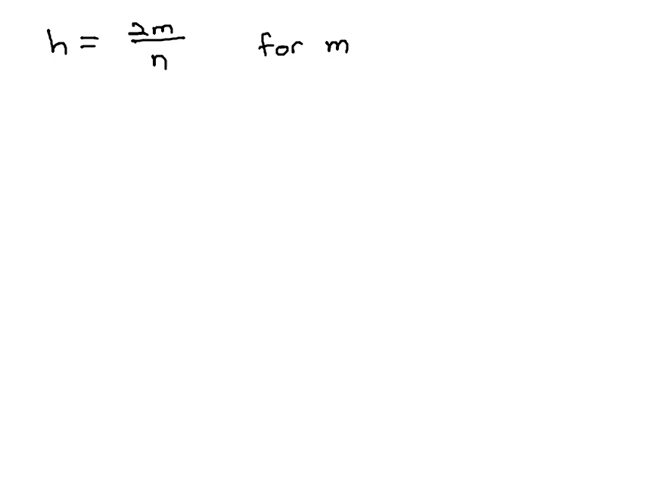 h = 2m/n for m